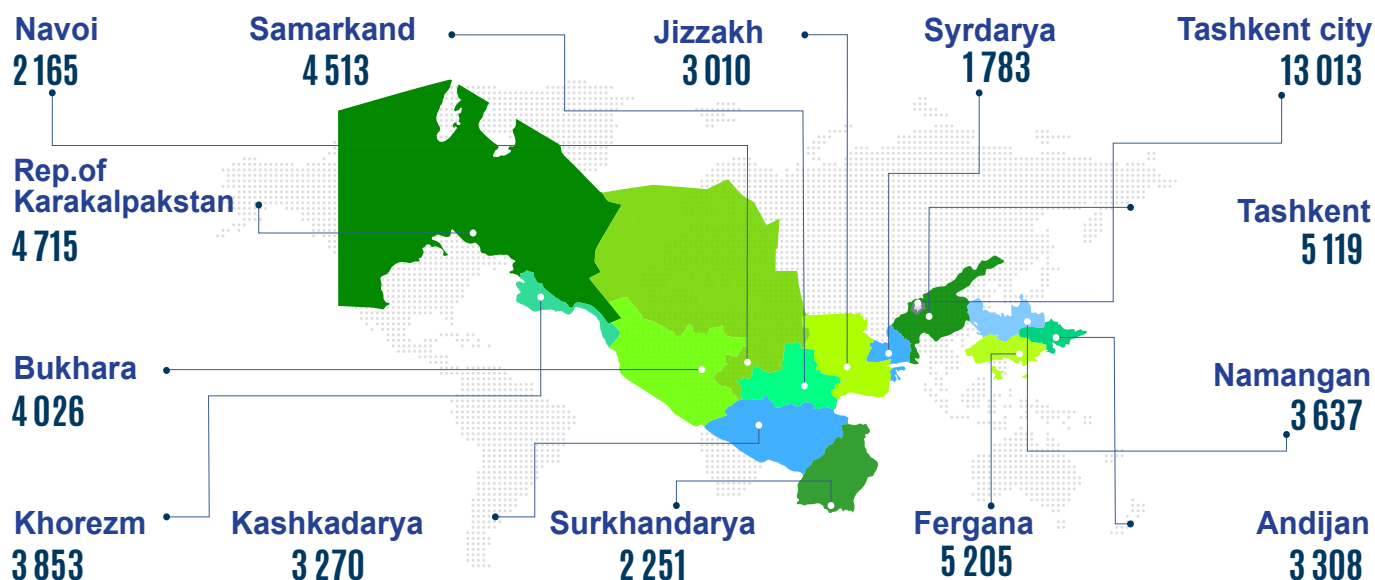 Navoi
2 165
Samarkand
4 513
Jizzakh
3 010
Syrdarya
1 783
Tashkent city
13 013
Rep.of
Karakalpakstan
4 715
Tashkent
5 119
Bukhara
4 026
Namangan
3 637
Khorezm
3 853
Kashkadarya
3 270
Surkhandarya
2 251
Fergana
5 205
Andijan
3 308